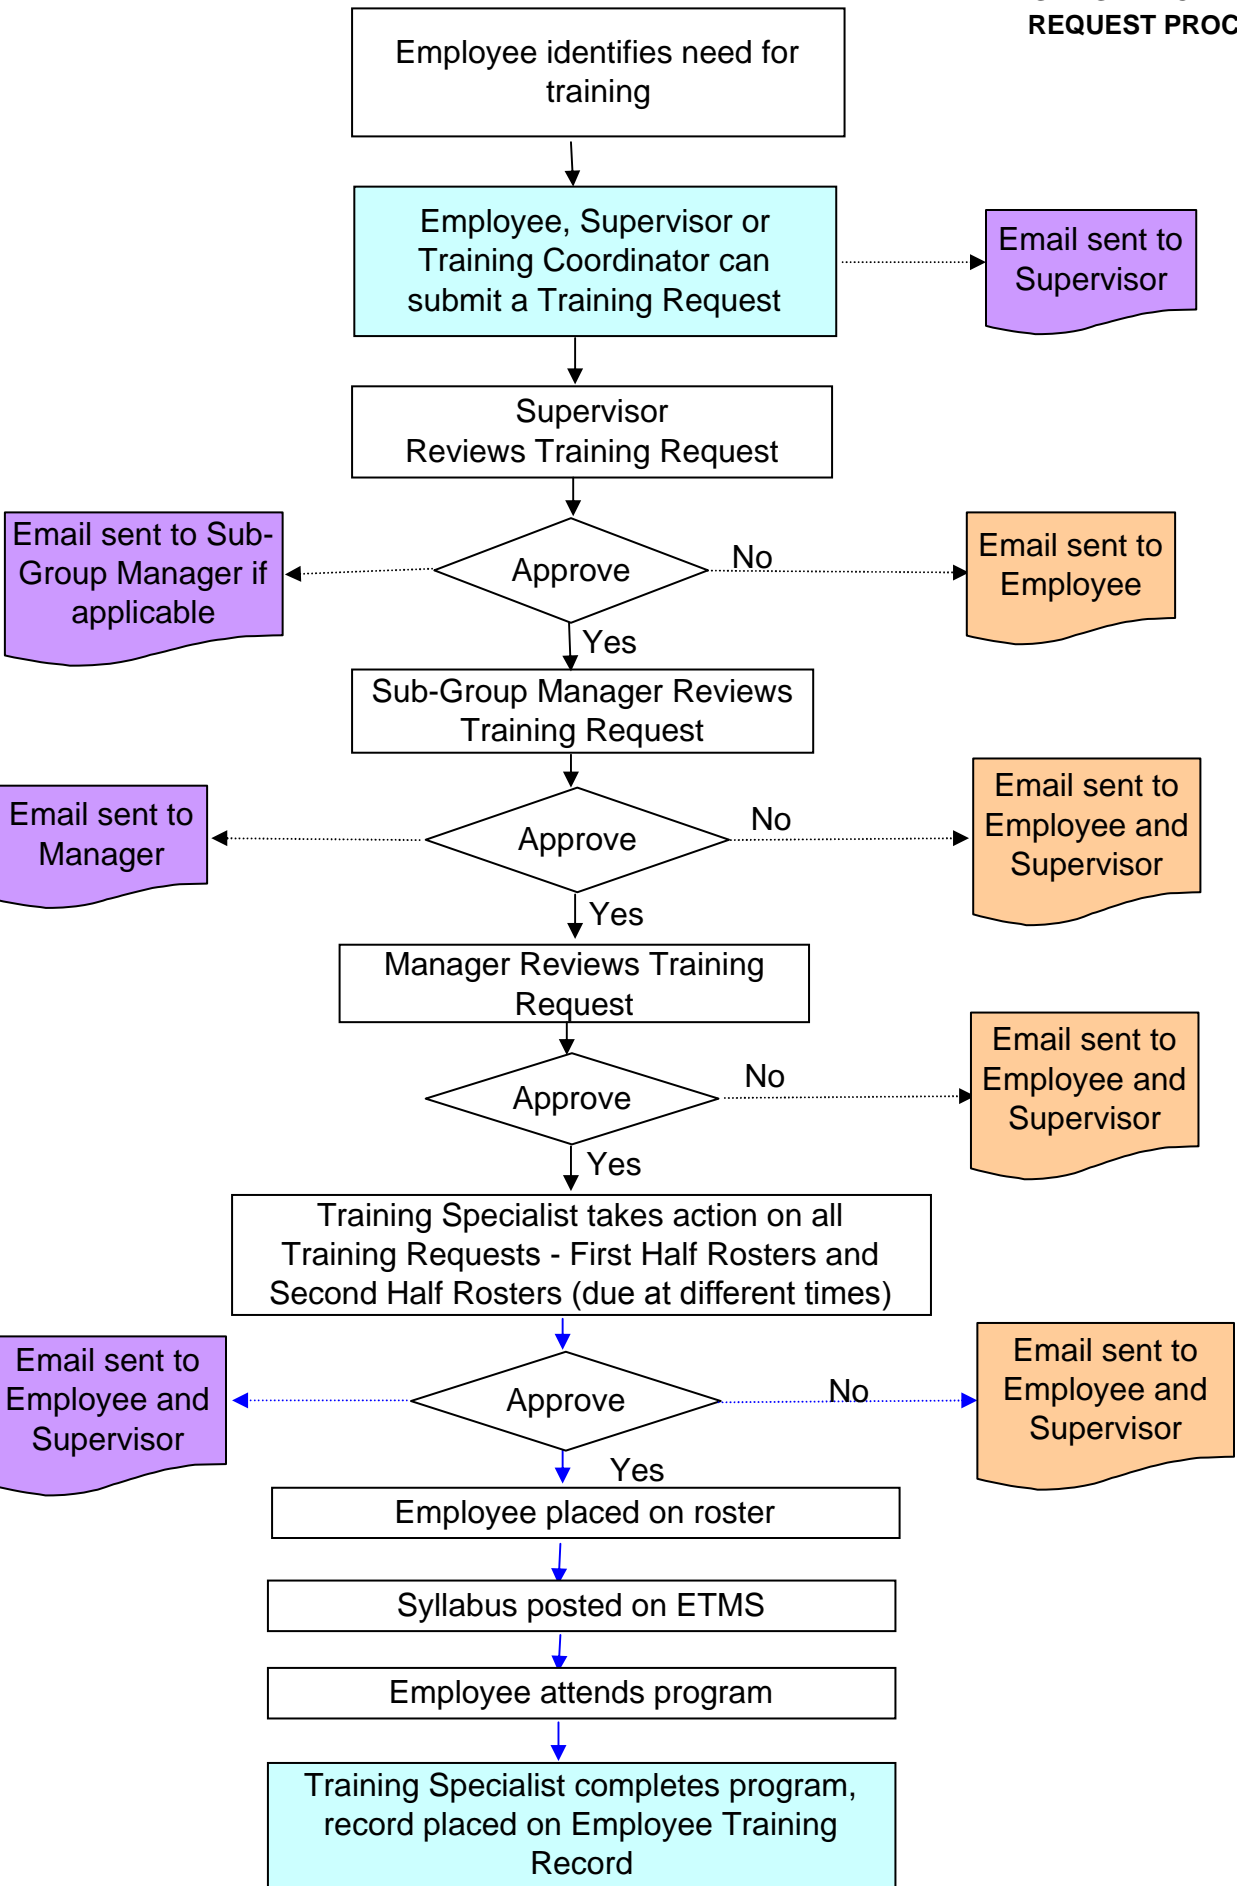 REQUEST PROC
Employee identifies need for
training
Employee, Supervisor or
Training Coordinator can
submit a Training Request
Email sent to
Supervisor
Supervisor
Reviews Training Request
Email sent to Sub-
Group Manager if
applicable
Approve
No
Email sent to
Employee
Yes
Sub-Group Manager Reviews
Training Request
Email sent to
Manager
Approve
No
Email sent to
Employee and
Supervisor
Yes
Manager Reviews Training
Request
Approve
No
Email sent to
Employee and
Supervisor
Yes
Training Specialist takes action on all
Training Requests - First Half Rosters and
Second Half Rosters (due at different times)
Email sent to
Employee and
Supervisor
Approve
No
Email sent to
Employee and
Supervisor
Yes
Employee placed on roster
Syllabus posted on ETMS
Employee attends program
Training Specialist completes program,
record placed on Employee Training
Record